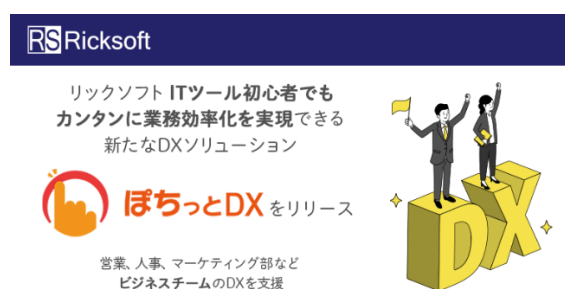 RS Ricksoft
リックソフト ITツール初心者でも
カンタンに業務効率化を実現できる
新たなDXソリューション
ぽちっとDXをリリース
営業、人事、マーケティング部など
ビジネスチームのDXを支援
DX